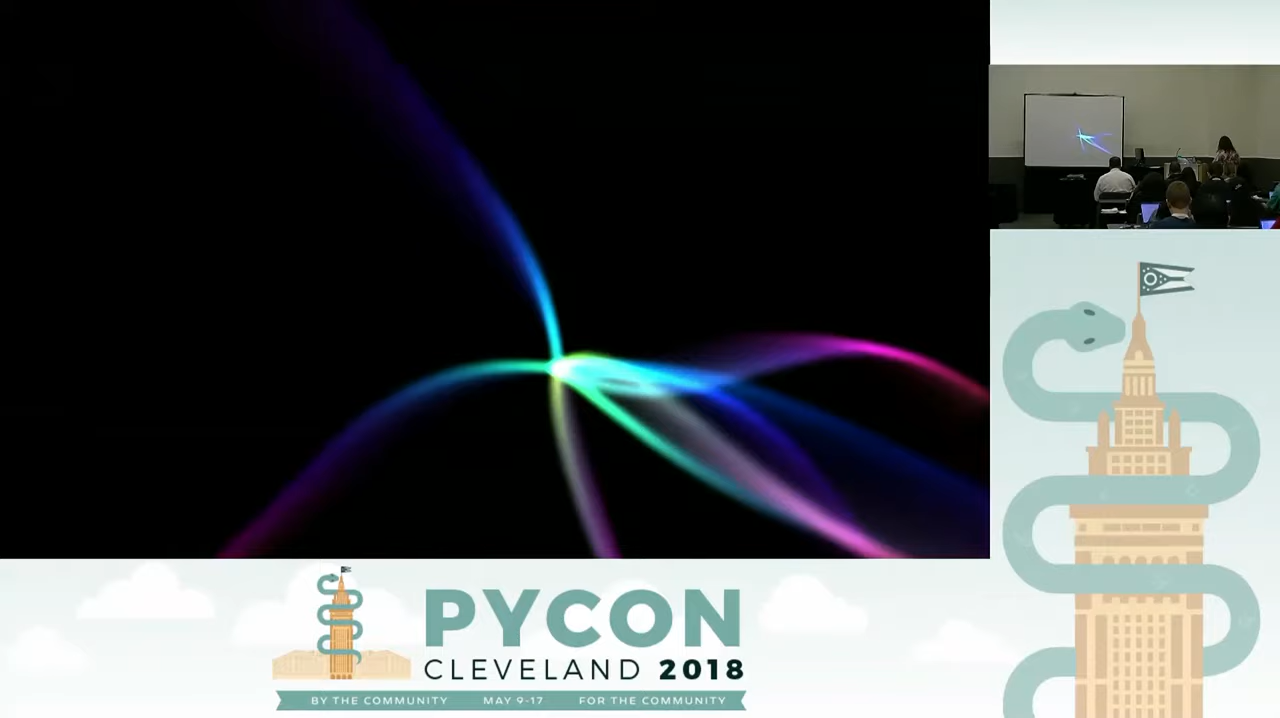 PYCON
CLEVELAND 2018
BY THE COMMUNITY MAY 9-17 FOR THE COMMUNITY